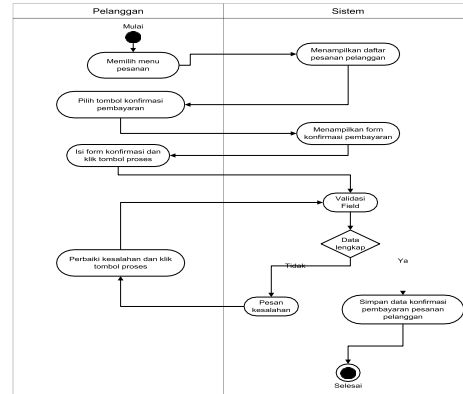 Pelanggan
Sistem
Mulai
Memilih menu
pesanan
Menampilkan daftar
pesanan pelanggan
Pilih tombol konfirmasi
pembayaran
Menampilkan form
konfirmasi pembayaran
Isi form konfirmasi dan
klik tombol proses
Validasi
Field
Data
lengkap
Tidak
Ya
Perbaiki kesalahan dan klik
tombol proses
Pesan
kesalahan
Simpan data konfirmasi
pembayaran pesanan
pelanggan
Selesai